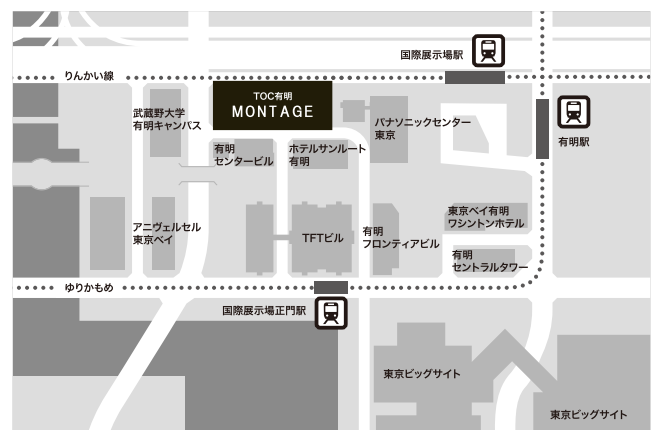 国際展示場駅
りんかい線
TOC有明
MONTAGE
武蔵野大学
有明キャンパス
パナソニックセンター
東京
有明駅
有明
センタービル
ホテルサンルート
有明
東京ベイ有明
ワシントンホテル
アニヴェルセル
東京ベイ
TFTビル
有明
フロンティアビル
有明
セントラルタワー
ゆりかもめ
国際展示場正門駅
東京ビッグサイト
東京ビッグサイト